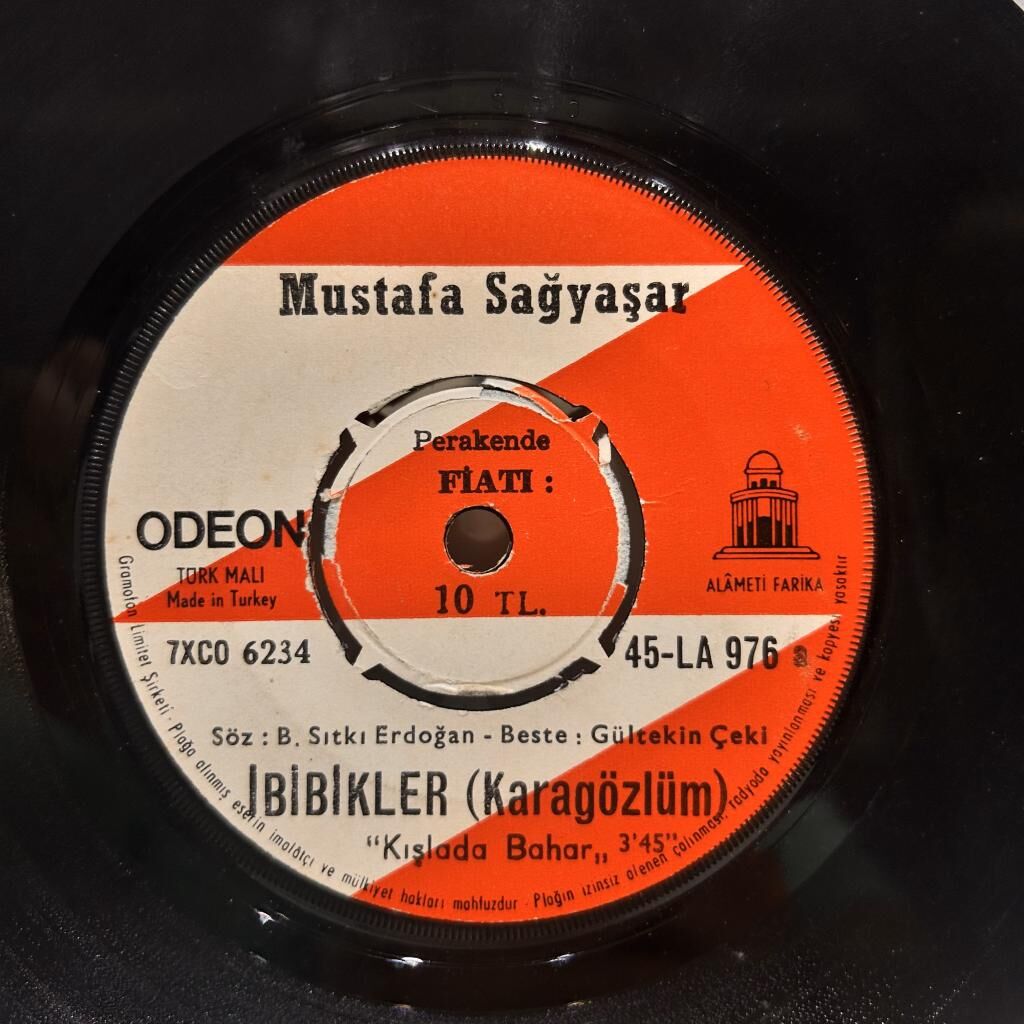 Mustafa Sağyaşar
Perakende
FİATI :
10 TL.
ODEON
TÜRK MALI
Made in Turkey
ALÂMETİ FARİKA
7XCO 6234
45-LA 976
Söz : B. Sıtkı Erdoğan - Beste : Gültekin Çeki
İBİBİKLER (Karagözlüm)
“Kışlada Bahar„ 3'45"
Gramofon Limitet Şirketi · Plağa alınmış eserin imalâtçı ve mülkiyet hakları mahfuzdur · Plağın izinsiz alenen çalınması, radyoda yayınlanması ve kopyesi yasaktır